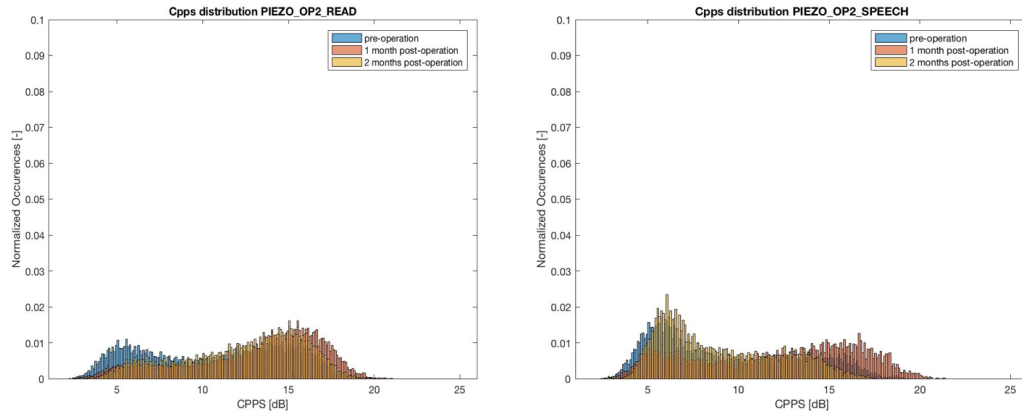 Cpps distribution PIEZO_OP2_READ
0.1
0.09
0.08
0.07
0.06
0.05
0.04
0.03
0.02
0.01
0
Normalized Occurences [-]
pre-operation
1 month post-operation
2 months post-operation
5
10
15
20
25
CPPS [dB]
Cpps distribution PIEZO_OP2_SPEECH
0.1
0.09
0.08
0.07
0.06
0.05
0.04
0.03
0.02
0.01
0
Normalized Occurences [-]
pre-operation
1 month post-operation
2 months post-operation
5
10
15
20
25
CPPS [dB]